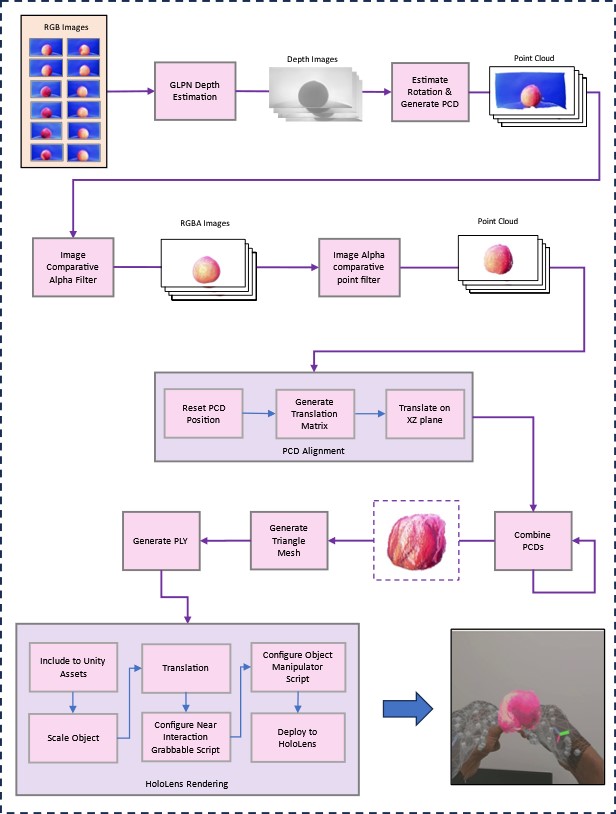 RGB Images
GLPN Depth
Estimation
Depth Images
Estimate
Rotation &
Generate PCD
Point Cloud
Image
Comparative
Alpha Filter
RGBA Images
Image Alpha
comparative
point filter
Point Cloud
Reset PCD
Position
Generate
Translation
Matrix
Translate on
XZ plane
PCD Alignment
Combine
PCDs
Generate
Triangle
Mesh
Generate PLY
Include to Unity
Assets
Scale Object
Translation
Configure Near
Interaction
Grabbable Script
Configure Object
Manipulator
Script
Deploy to
HoloLens
HoloLens Rendering